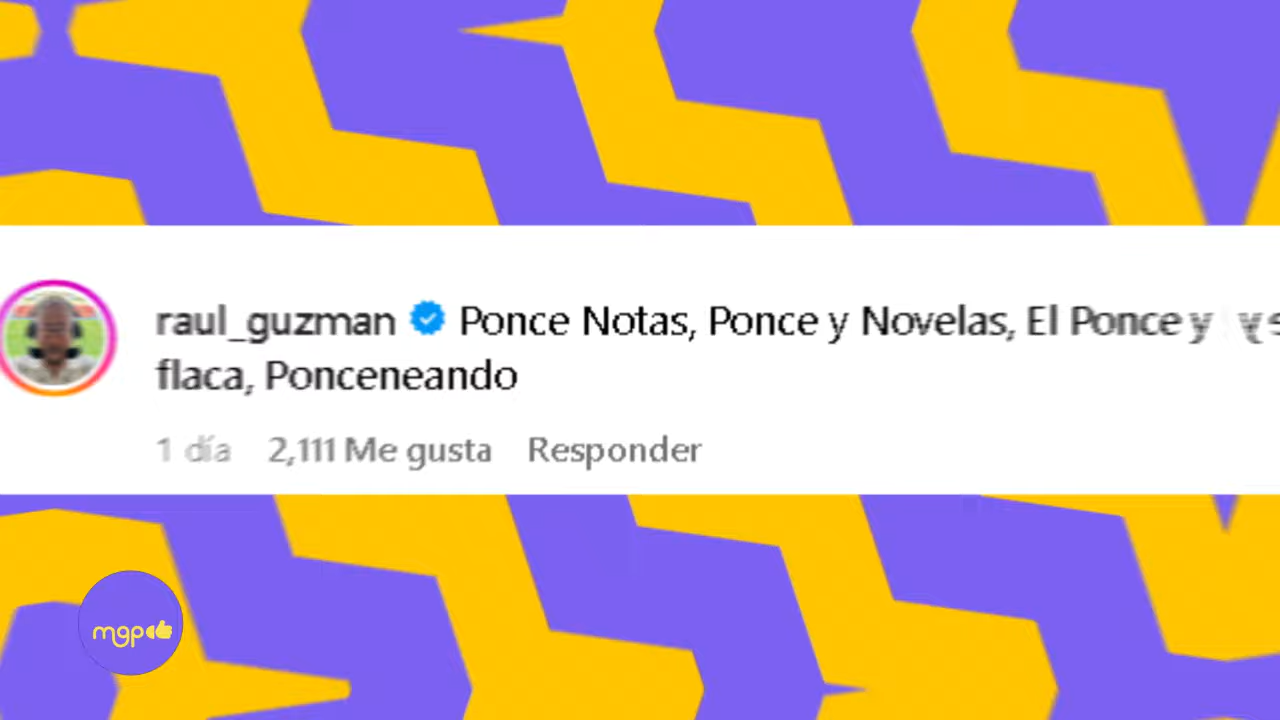 raul_guzman Ponce Notas, Ponce y Novelas, El Ponce y
flaca, Ponceneando
1 día 2,111 Me gusta Responder
mgp